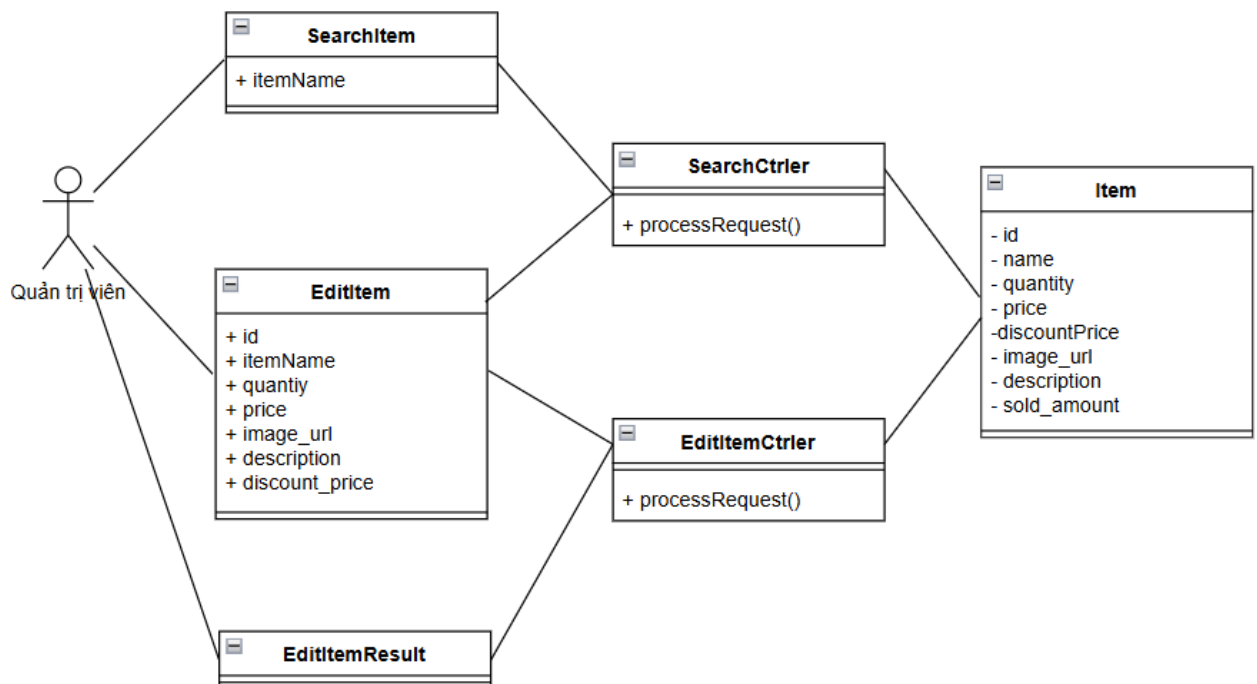 SearchItem
+ itemName
Quản trị viên
EditItem
+ id
+ itemName
+ quantiy
+ price
+ image_url
+ description
+ discount_price
EditItemResult
SearchCtrler
+ processRequest()
EditItemCtrler
+ processRequest()
Item
- id
- name
- quantity
- price
-discountPrice
- image_url
- description
- sold_amount